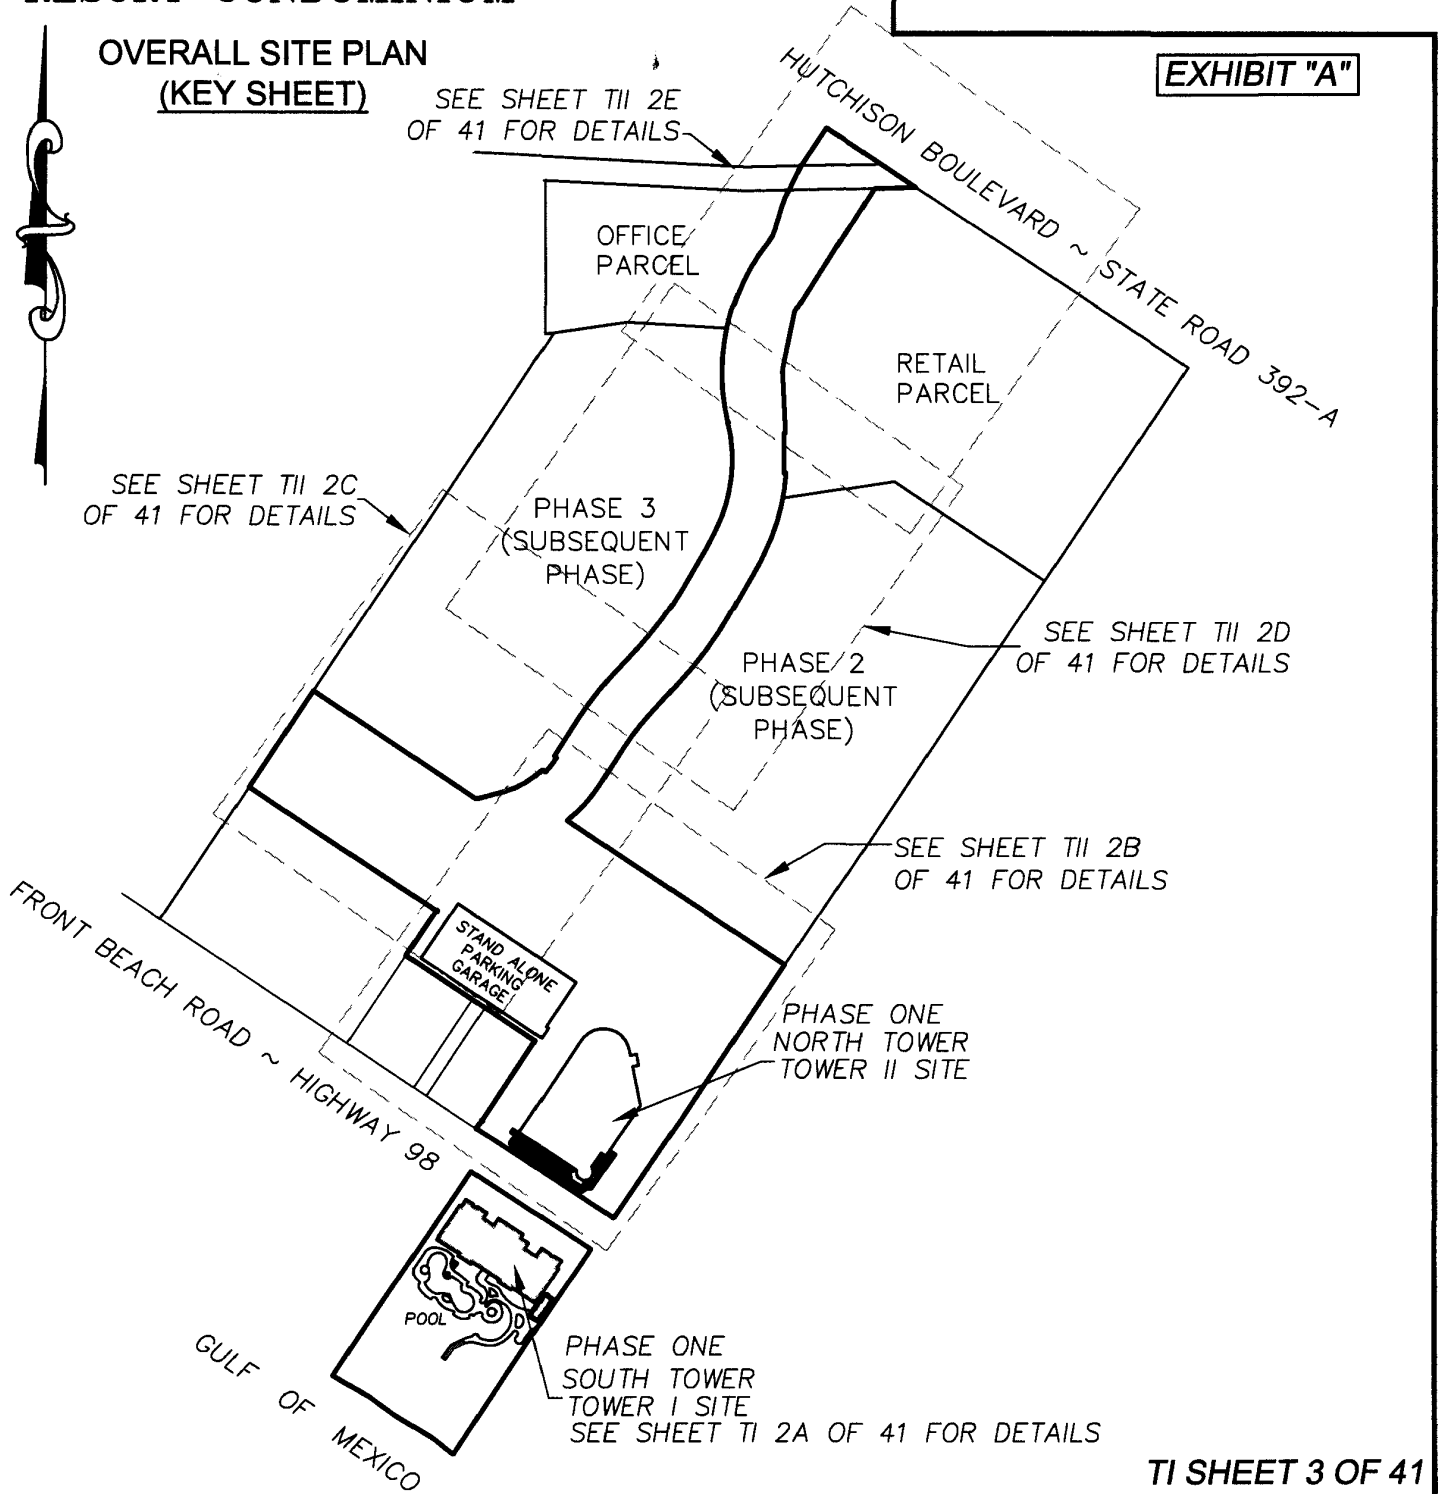 RESORT CONDOMINIUM
OVERALL SITE PLAN
(KEY SHEET)
EXHIBIT "A"
SEE SHEET TII 2E
OF 41 FOR DETAILS
HUTCHISON BOULEVARD ~ STATE ROAD 392-A
OFFICE
PARCEL
RETAIL
PARCEL
SEE SHEET TII 2C
OF 41 FOR DETAILS
PHASE 3
(SUBSEQUENT
PHASE)
SEE SHEET TII 2D
OF 41 FOR DETAILS
PHASE 2
(SUBSEQUENT
PHASE)
SEE SHEET TII 2B
OF 41 FOR DETAILS
FRONT BEACH ROAD ~ HIGHWAY 98
STAND ALONE
PARKING
GARAGE
PHASE ONE
NORTH TOWER
TOWER II SITE
POOL
GULF OF MEXICO
PHASE ONE
SOUTH TOWER
TOWER I SITE
SEE SHEET TI 2A OF 41 FOR DETAILS
TI SHEET 3 OF 41